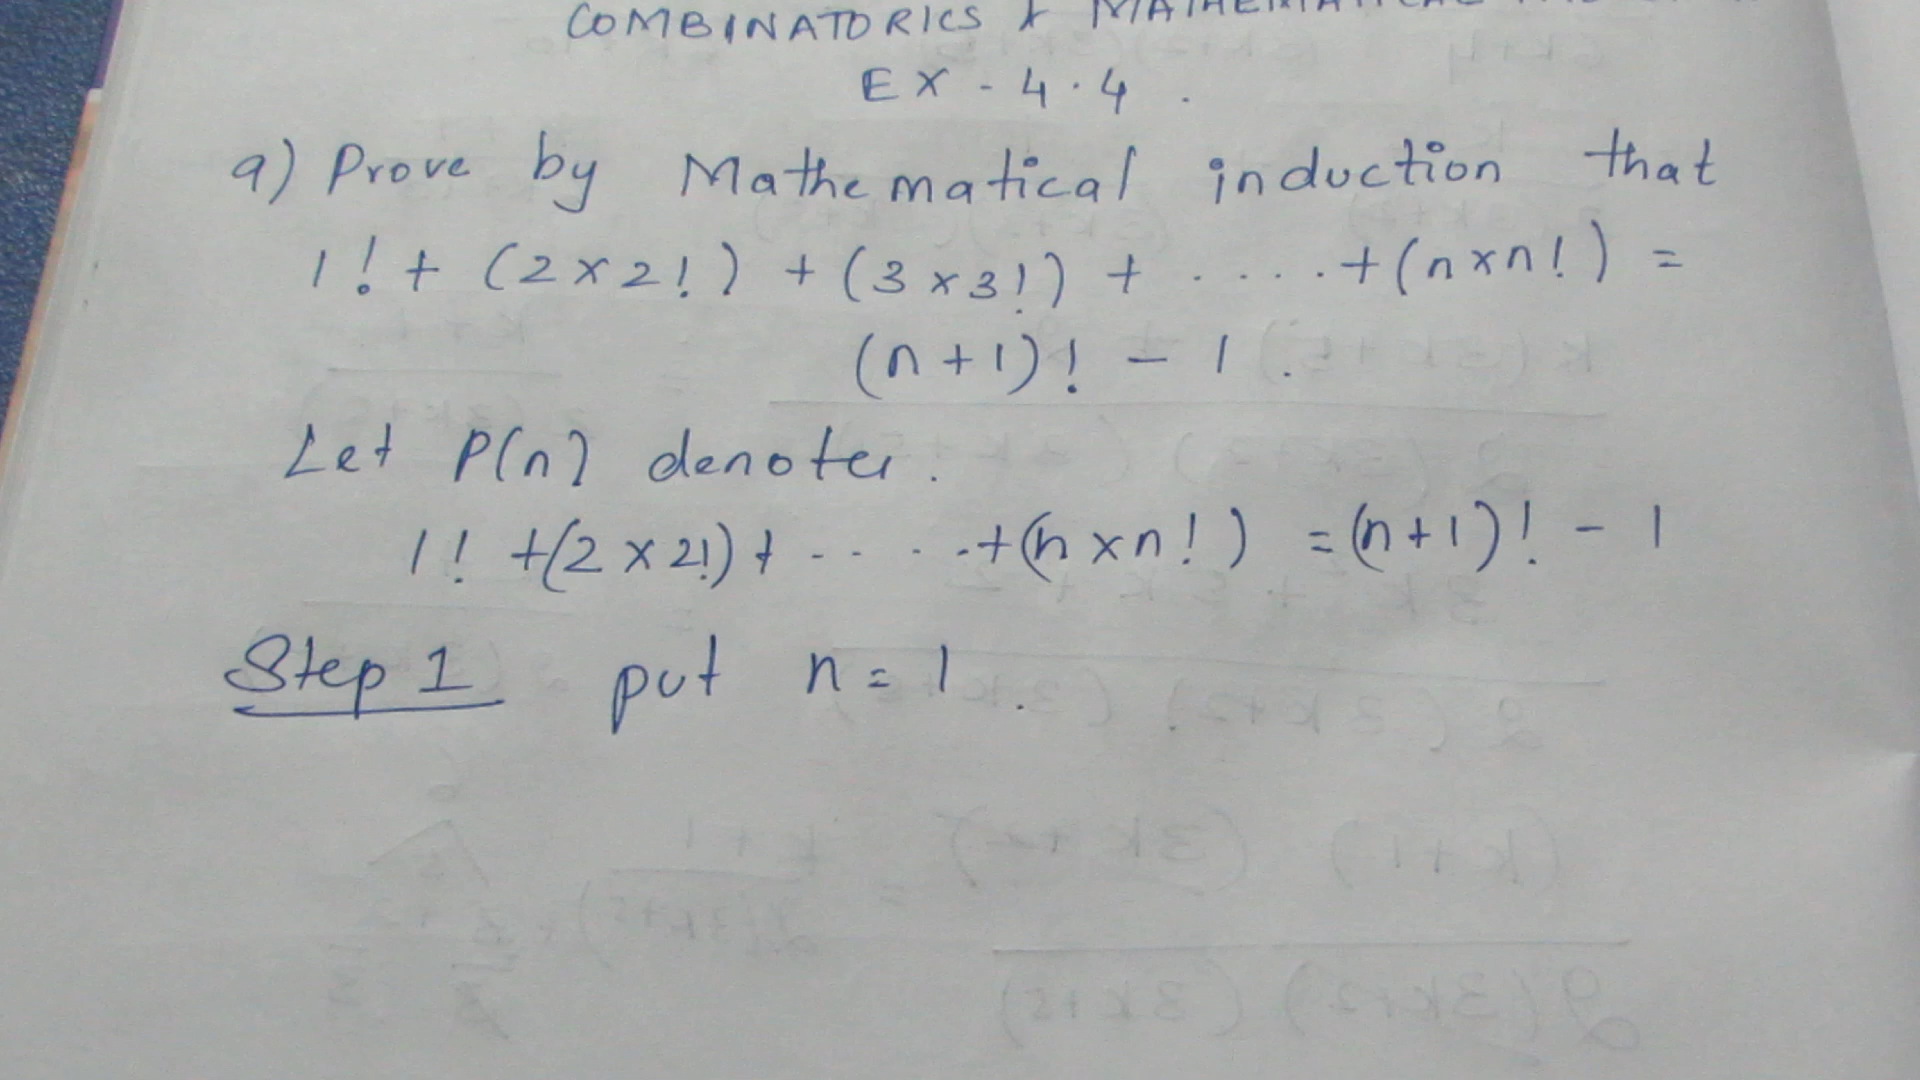 COMBINATORICS & MATHEMATICAL
EX - 4.4.
9) Prove by Mathematical induction that
1! + (2 × 2!) + (3 × 3!) + ..... + (n × n!) =
(n + 1)! - 1.
Let P(n) denotes.
1! + (2 × 2!) + ..... + (n × n!) = (n + 1)! - 1
Step 1 put n = 1.